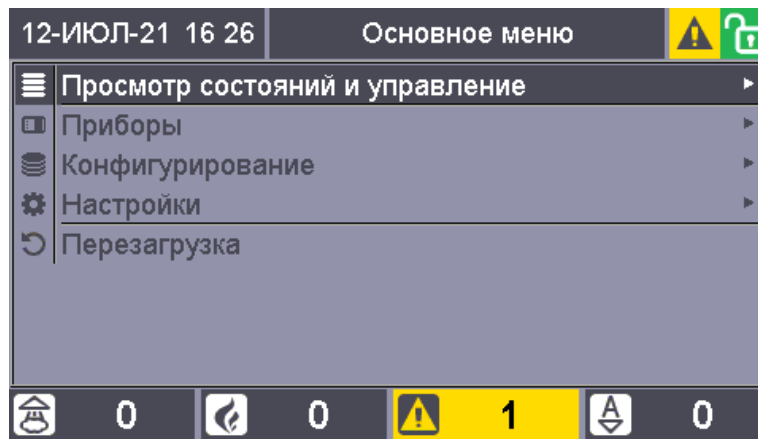 12-ИЮЛ-21 16 26 Основное меню
Просмотр состояний и управление
Приборы
Конфигурирование
Настройки
Перезагрузка
0 0 1 A 0